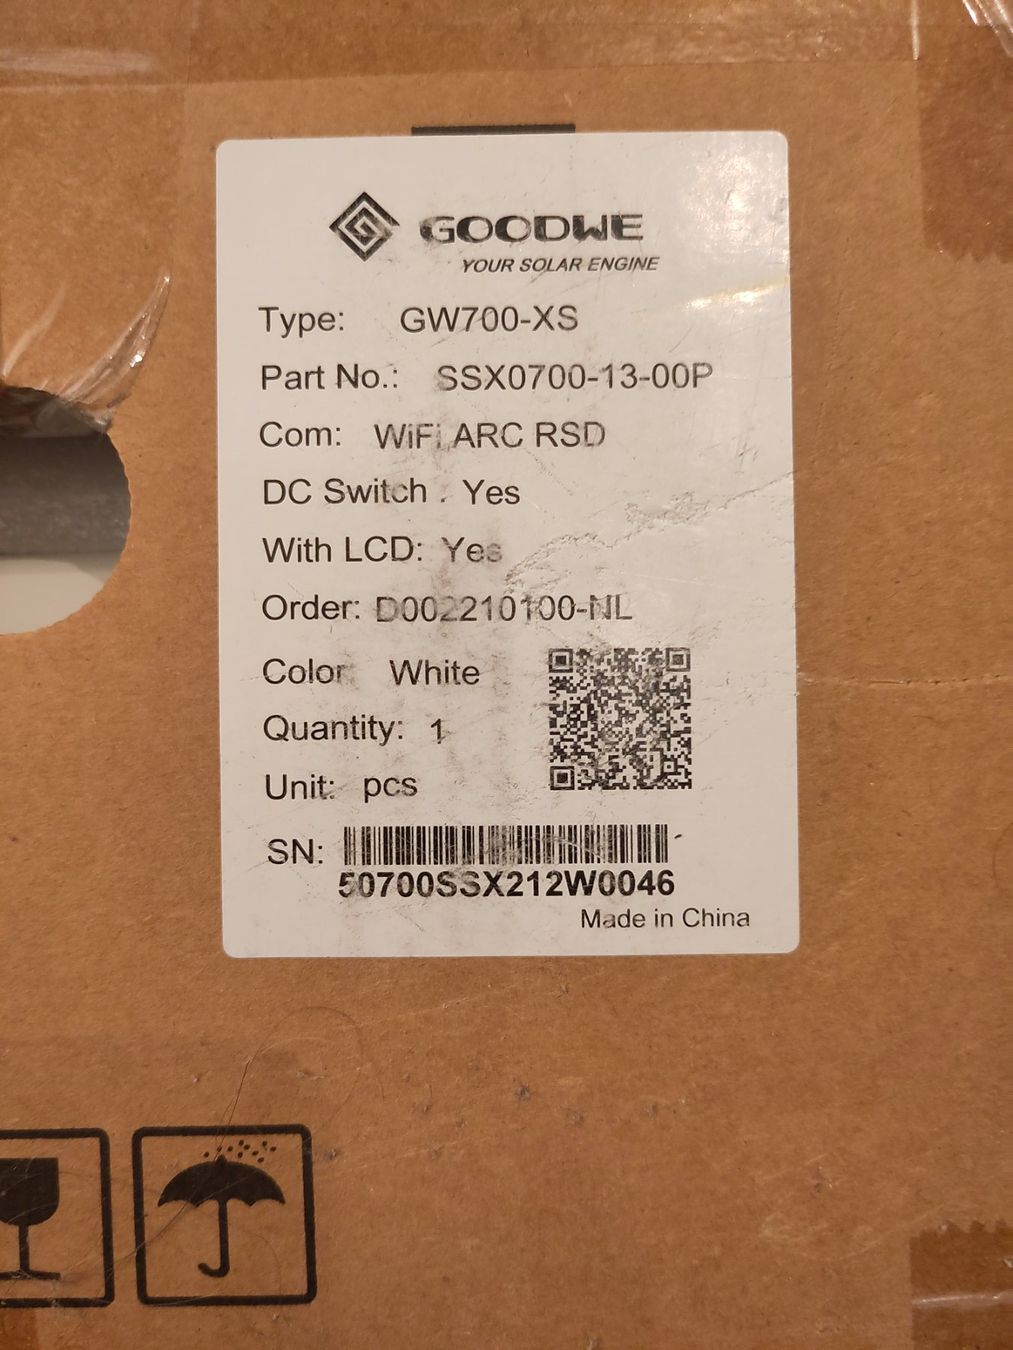 GOODWE
YOUR SOLAR ENGINE
Type: GW700-XS
Part No.: SSX0700-13-00P
Com: WiFi ARC RSD
DC Switch : Yes
With LCD: Yes
Order: D002210100-NL
Color: White
Quantity: 1
Unit: pcs
SN:
50700SSX212W0046
Made in China